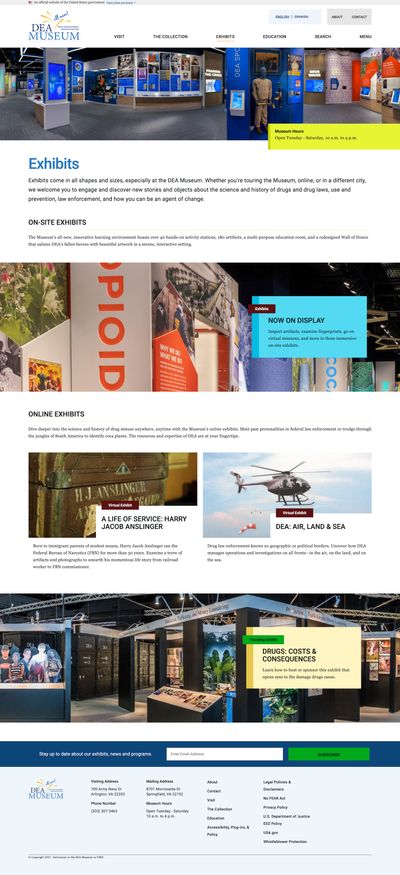 An official website of the United States government
Here's how you know
DEA
MUSEUM
ENGLISH | SPANISH
ABOUT
CONTACT
VISIT
THE COLLECTION
EXHIBITS
EDUCATION
SEARCH
MENU
DEA SPO
Museum Hours
Open Tuesday - Saturday, 10 a.m. to 4 p.m.
Exhibits
Exhibits come in all shapes and sizes, especially at the DEA Museum. Whether you're touring the Museum, online, or in a different city,
we welcome you to engage and discover new stories and objects about the science and history of drugs and drug laws, use and
prevention, law enforcement, and how you can be an agent of change.
ON-SITE EXHIBITS
The Museum's all-new, innovative learning environment boasts over 40 hands-on activity stations, 180 artifacts, a multi-purpose education room, and a redesigned Wall of Honor
that salutes DEA's fallen heroes with beautiful artwork in a serene, interactive setting.
OPIOID
WHY DO WE
WHAT WE
DO?
COCA
Exhibits
NOW ON DISPLAY
Inspect artifacts, examine fingerprints, go on
virtual missions, and more in these immersive
on-site exhibits.
ONLINE EXHIBITS
Dive deeper into the science and history of drug misuse anywhere, anytime with the Museum's online exhibits. Meet past personalities in federal law enforcement or trudge through
the jungles of South America to identify coca plants. The resources and expertise of DEA are at your fingertips.
H.J. ANSLINGER
Virtual Exhibit
A LIFE OF SERVICE: HARRY
JACOB ANSLINGER
Born to immigrant parents of modest means, Harry Jacob Anslinger ran the
Federal Bureau of Narcotics (FBN) for more than 30 years. Examine a trove of
artifacts and photographs to unearth his momentous life story from railroad
worker to FBN commissioner.
Virtual Exhibit
DEA: AIR, LAND & SEA
Drug law enforcement knows no geographic or political borders. Uncover how DEA
manages operations and investigations on all fronts—in the air, on the land, and on
the sea.
Traveling Exhibit
DRUGS: COSTS &
CONSEQUENCES
Learn how to host or sponsor this exhibit that
opens eyes to the damage drugs cause.
Stay up to date about our exhibits, news and programs.
Enter Email Address
SUBSCRIBE
DEA
MUSEUM
Visiting Address
700 Army Navy Dr
Arlington, VA 22202
Phone Number
(202) 307-3463
Mailing Address
8701 Morrissette Dr
Springfield, VA 22152
Museum Hours
Open Tuesday - Saturday
10 a.m. to 4 p.m.
About
Contact
Visit
The Collection
Education
Accessibility, Plug-ins, &
Policy
Legal Policies &
Disclaimers
No FEAR Act
Privacy Policy
U.S. Department of Justice
EEO Policy
USA.gov
Whistleblower Protection